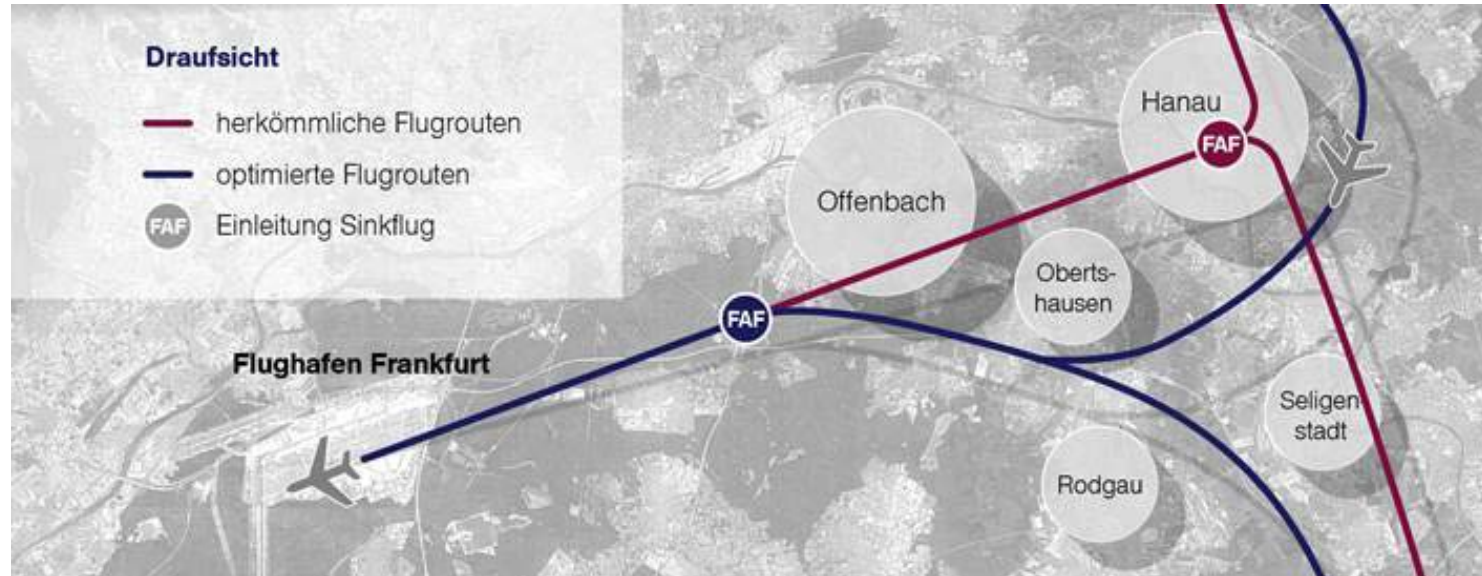 Draufsicht
herkömmliche Flugrouten
optimierte Flugrouten
FAF Einleitung Sinkflug
Hanau
FAF
Offenbach
Oberts-
hausen
FAF
Flughafen Frankfurt
Seligen-
stadt
Rodgau